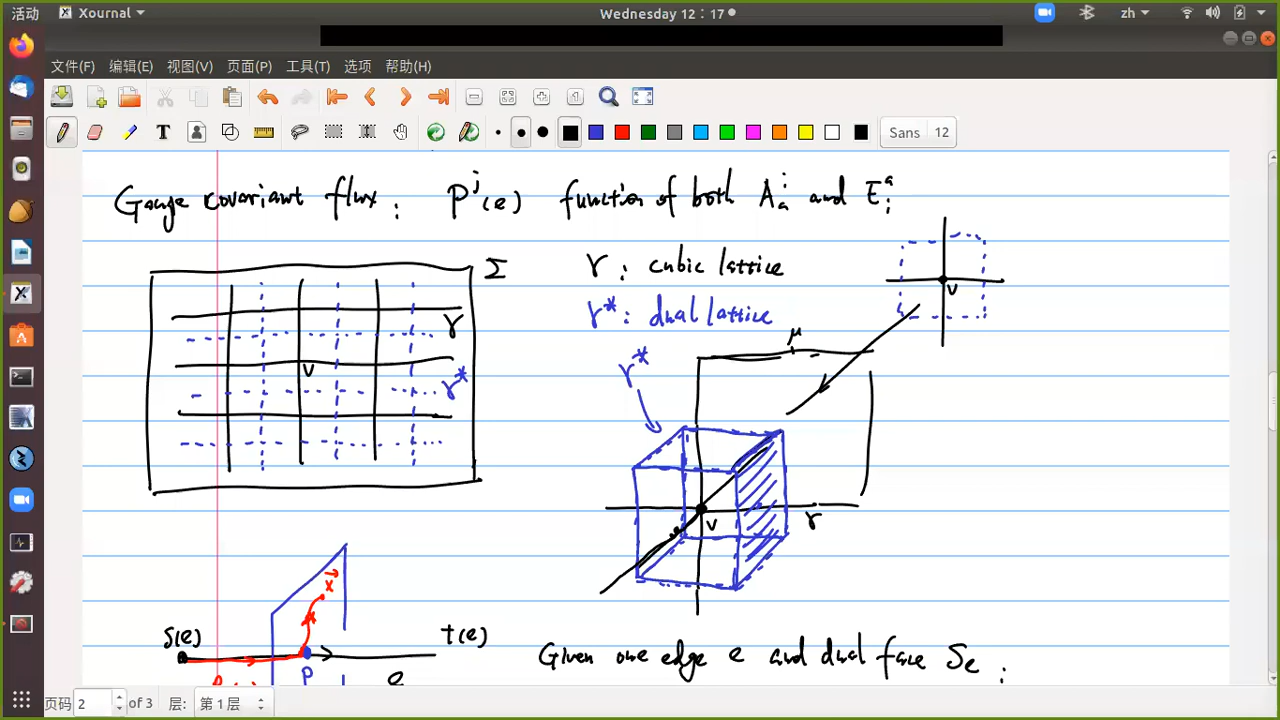 活动 Xournal Wednesday 12：17 zh
文件(F) 编辑(E) 视图(V) 页面(P) 工具(T) 选项 帮助(H)
Sans 12
Gauge covariant flux : P^j(e) function of both A_a^i and E_i^a
Σ
γ : cubic lattice
γ* : dual lattice
v
γ
v
γ*
μ
γ*
v
γ
x⃗
s(e)
t(e)
P
e
Given one edge e and dual face S_e :
页码 2 of 3 层: 第 1 层